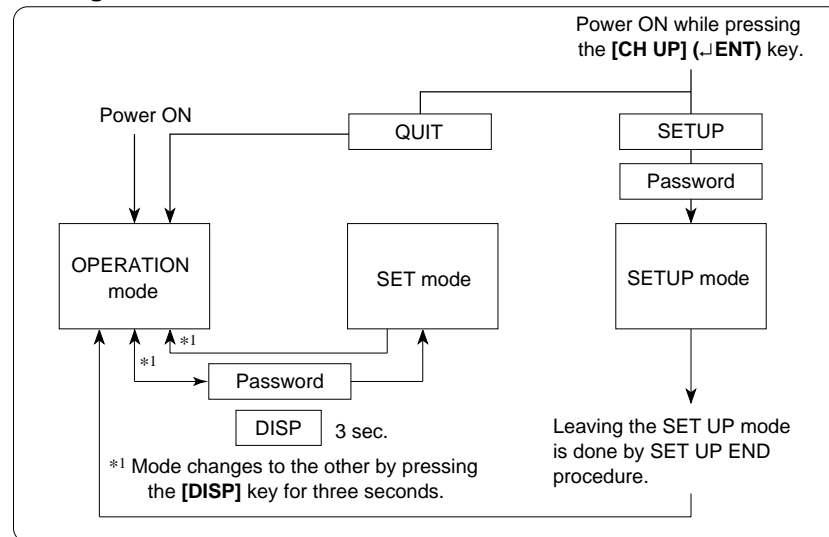 Power ON while pressing
the [CH UP] (↵ENT) key.
Power ON
QUIT
SETUP
Password
OPERATION
mode
SET mode
SETUP mode
*1
*1
Password
DISP 3 sec.
Leaving the SET UP mode
is done by SET UP END
procedure.
*1 Mode changes to the other by pressing
the [DISP] key for three seconds.